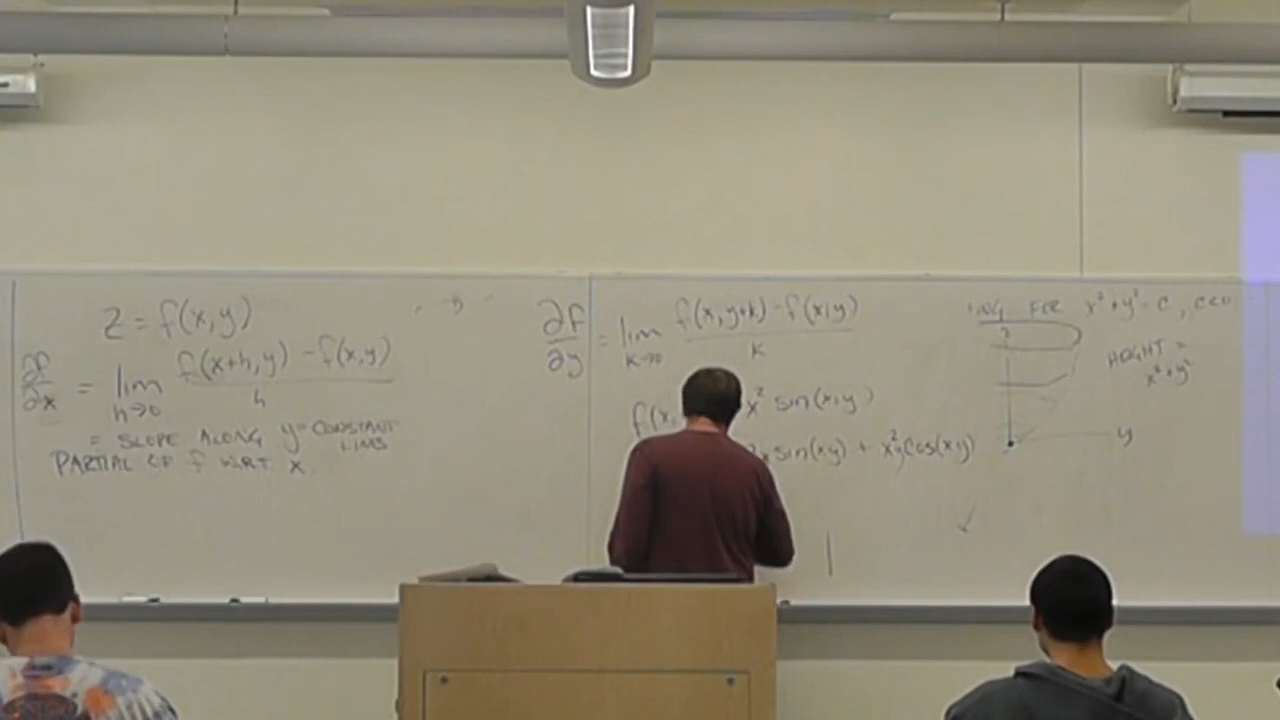 z = f(x,y)
∂f/∂x = lim h→0 f(x+h,y) - f(x,y) / h
= SLOPE ALONG y = CONSTANT LINES
PARTIAL OF f WRT x
∂f/∂y = lim k→0 f(x,y+k) - f(x,y) / k
f(x, x² sin(x,y)
x sin(xy) + x²y cos(xy)
FOR x² + y² = c, c<0
HEIGHT =
x² + y²
y